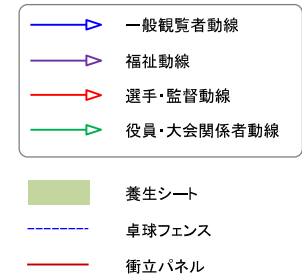 一般観覧者動線
福祉動線
選手・監督動線
役員・大会関係者動線
養生シート
卓球フェンス
衝立パネル